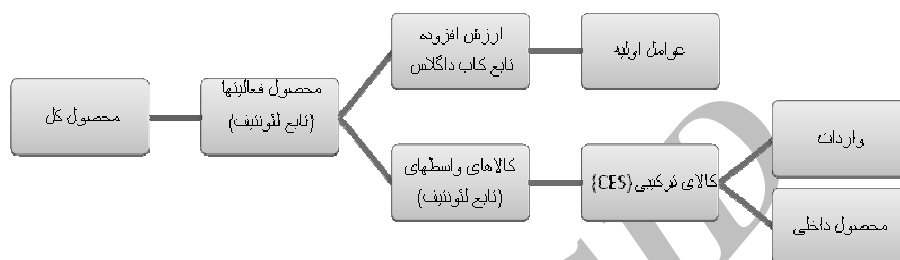 ارزش افزوده
تابع کاب داگلاس
عوامل اولیه
محصول کل
محصول فعالیتها
(تابع لئونتیف)
کالاهای واسطهای
(تابع لئونتیف)
کالای ترکیبی (CES)
واردات
محصول داخلی